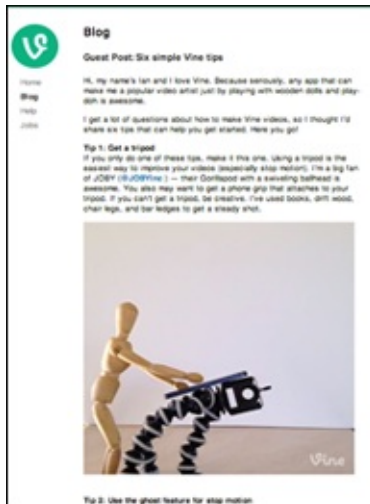 Blog
Guest Post: Six simple Vine tips
Home
Blog
Help
Jobs
Hi, my name's Ian and I love Vine. Because seriously, any app that can
make me a popular video artist just by playing with wooden dolls and play-
doh is awesome.
I get a lot of questions about how to make Vine videos, so I thought I'd
share six tips that can help you get started. Here you go!
Tip 1: Get a tripod
If you only do one of these tips, make it this one. Using a tripod is the
easiest way to improve your videos (especially stop motion). I'm a big fan
of JOBY (@JOBYinc ) — their Gorillapod with a swiveling ballhead is
awesome. You also may want to get a phone grip that attaches to your
tripod. If you can't get a tripod, be creative. I've used books, drift wood,
chair legs, and bar ledges to get a steady shot.
Vine
Tip 2: Use the ghost feature for stop motion